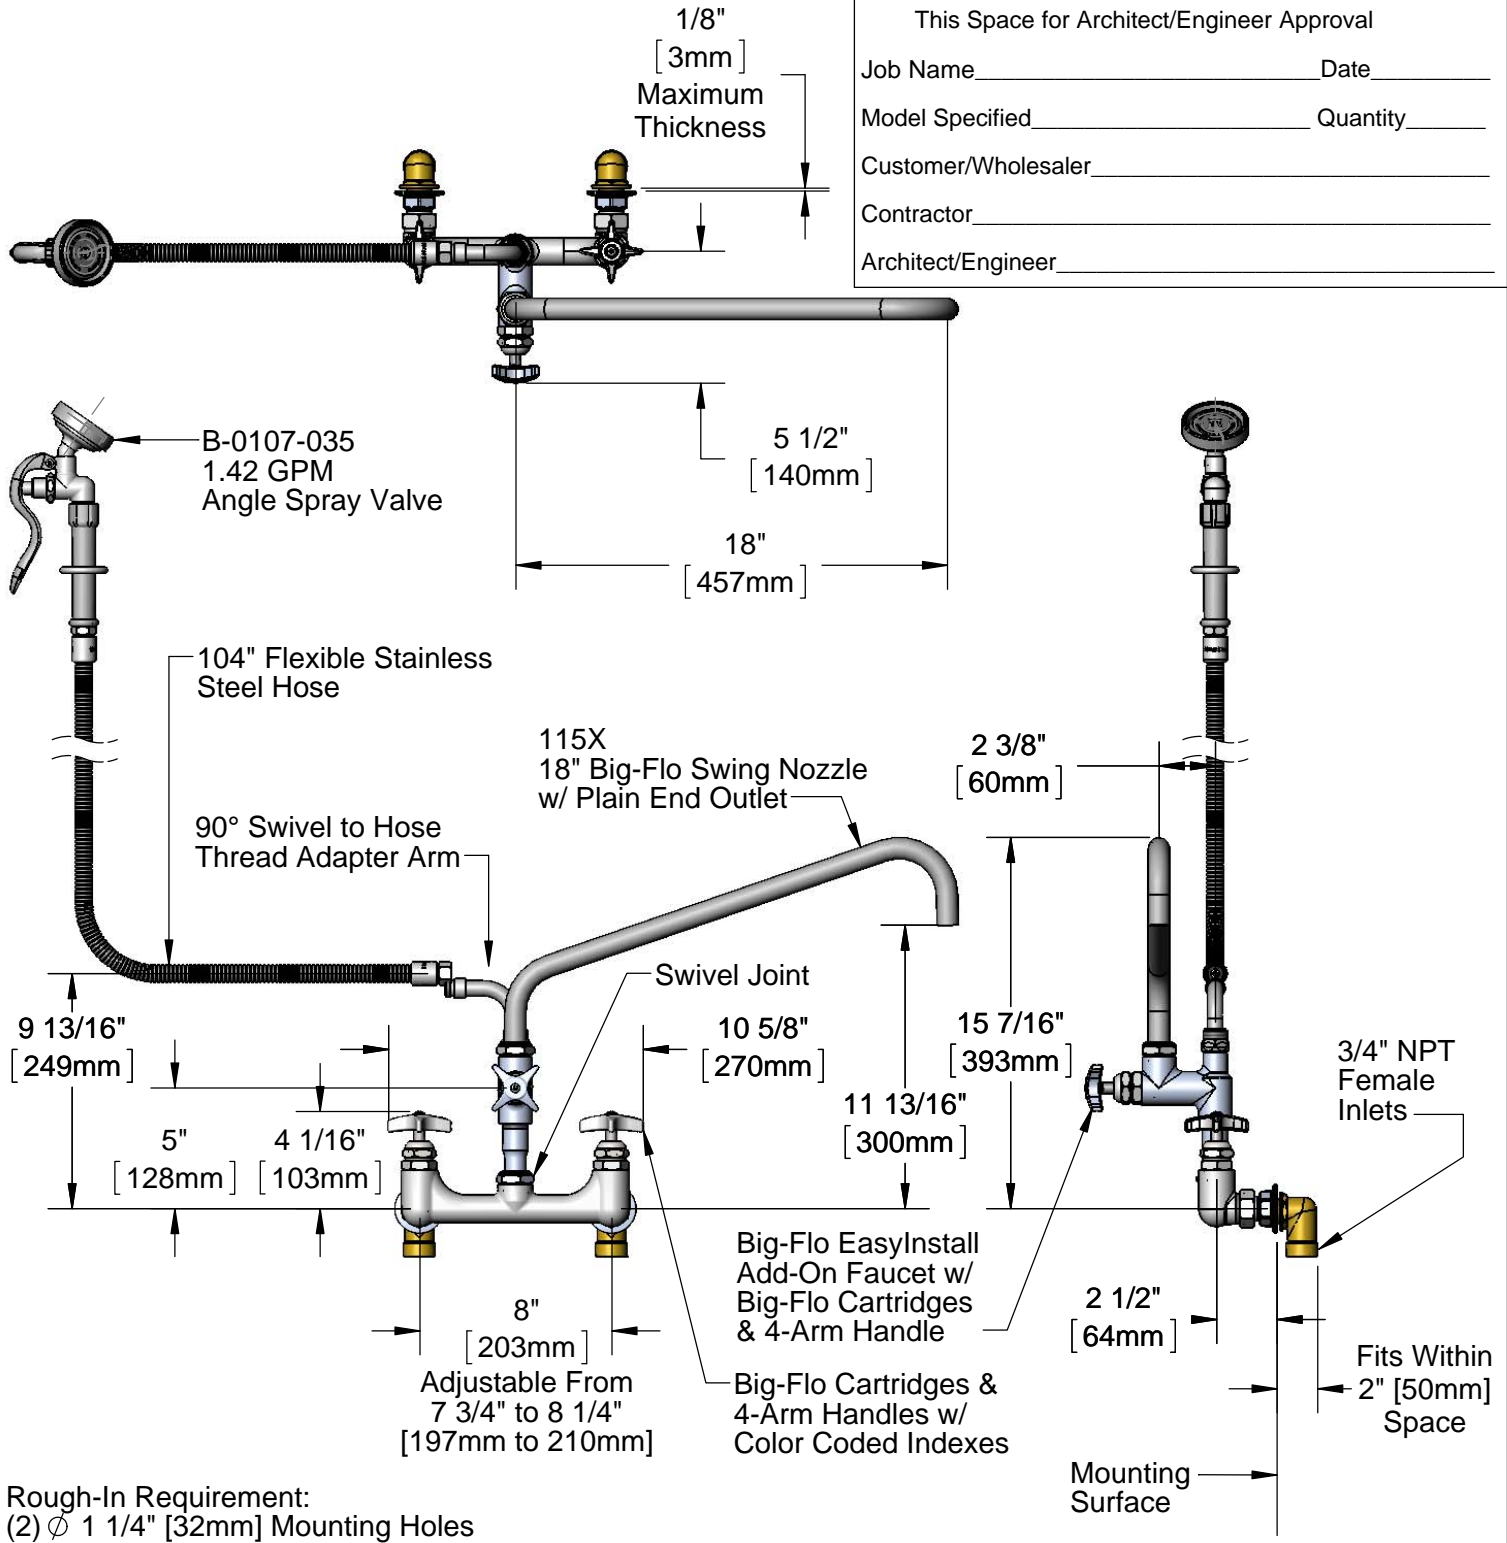 1/8"
[3mm]
Maximum
Thickness
This Space for Architect/Engineer Approval
Job Name____________________________Date__________
Model Specified_______________________ Quantity______
Customer/Wholesaler_________________________________
Contractor___________________________________________
Architect/Engineer____________________________________
B-0107-035
1.42 GPM
Angle Spray Valve
5 1/2"
[140mm]
18"
[457mm]
104" Flexible Stainless
Steel Hose
115X
18" Big-Flo Swing Nozzle
w/ Plain End Outlet
2 3/8"
[60mm]
90° Swivel to Hose
Thread Adapter Arm
Swivel Joint
9 13/16"
[249mm]
10 5/8"
[270mm]
15 7/16"
[393mm]
3/4" NPT
Female
Inlets
11 13/16"
[300mm]
5"
[128mm]
4 1/16"
[103mm]
Big-Flo EasyInstall
Add-On Faucet w/
Big-Flo Cartridges
& 4-Arm Handle
2 1/2"
[64mm]
8"
[203mm]
Adjustable From
7 3/4" to 8 1/4"
[197mm to 210mm]
Big-Flo Cartridges &
4-Arm Handles w/
Color Coded Indexes
Fits Within
2" [50mm]
Space
Mounting
Surface
Rough-In Requirement:
(2) ∅ 1 1/4" [32mm] Mounting Holes